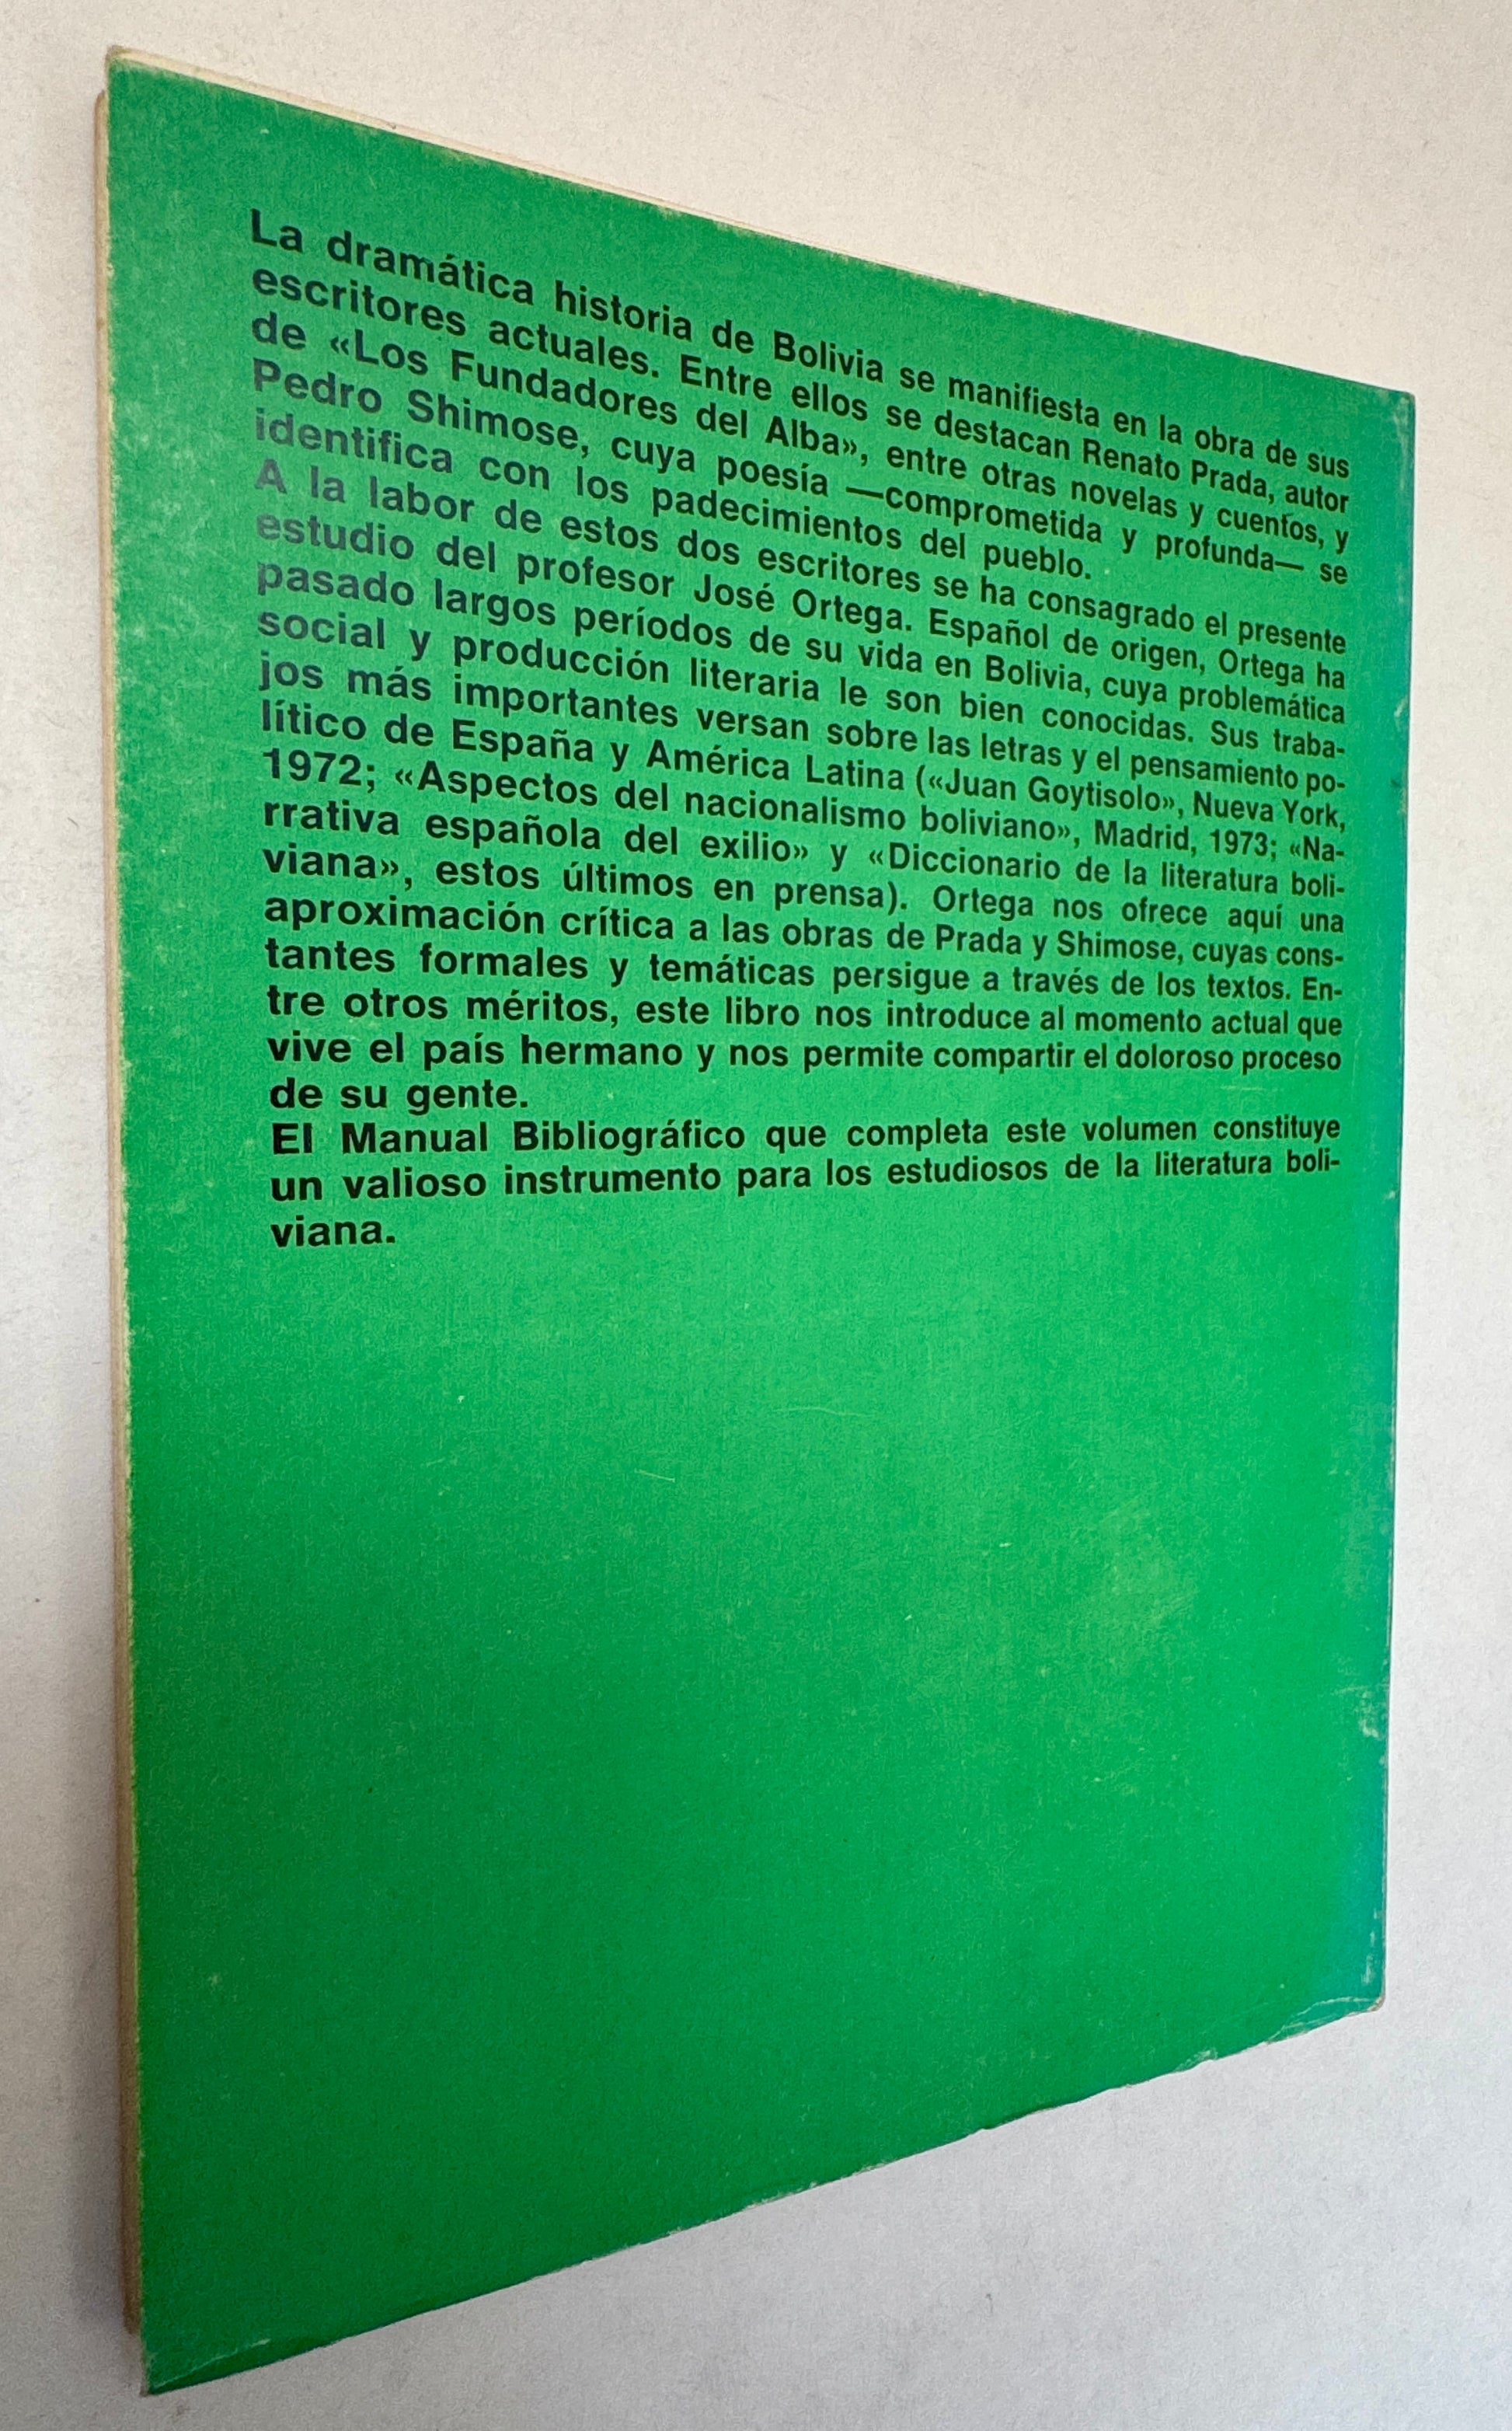 La dramática historia de Bolivia se manifiesta en la obra de sus
escritores actuales. Entre ellos se destacan Renato Prada, autor
de «Los Fundadores del Alba», entre otras novelas y cuentos, y
Pedro Shimose, cuya poesía —comprometida y profunda— se
identifica con los padecimientos del pueblo.
A la labor de estos dos escritores se ha consagrado el presente
estudio del profesor José Ortega. Español de origen, Ortega ha
pasado largos períodos de su vida en Bolivia, cuya problemática
social y producción literaria le son bien conocidas. Sus traba-
jos más importantes versan sobre las letras y el pensamiento po-
lítico de España y América Latina («Juan Goytisolo», Nueva York,
1972; «Aspectos del nacionalismo boliviano», Madrid, 1973; «Na-
rrativa española del exilio» y «Diccionario de la literatura boli-
viana», estos últimos en prensa). Ortega nos ofrece aquí una
aproximación crítica a las obras de Prada y Shimose, cuyas cons-
tantes formales y temáticas persigue a través de los textos. En-
tre otros méritos, este libro nos introduce al momento actual que
vive el país hermano y nos permite compartir el doloroso proceso
de su gente.
El Manual Bibliográfico que completa este volumen constituye
un valioso instrumento para los estudiosos de la literatura boli-
viana.